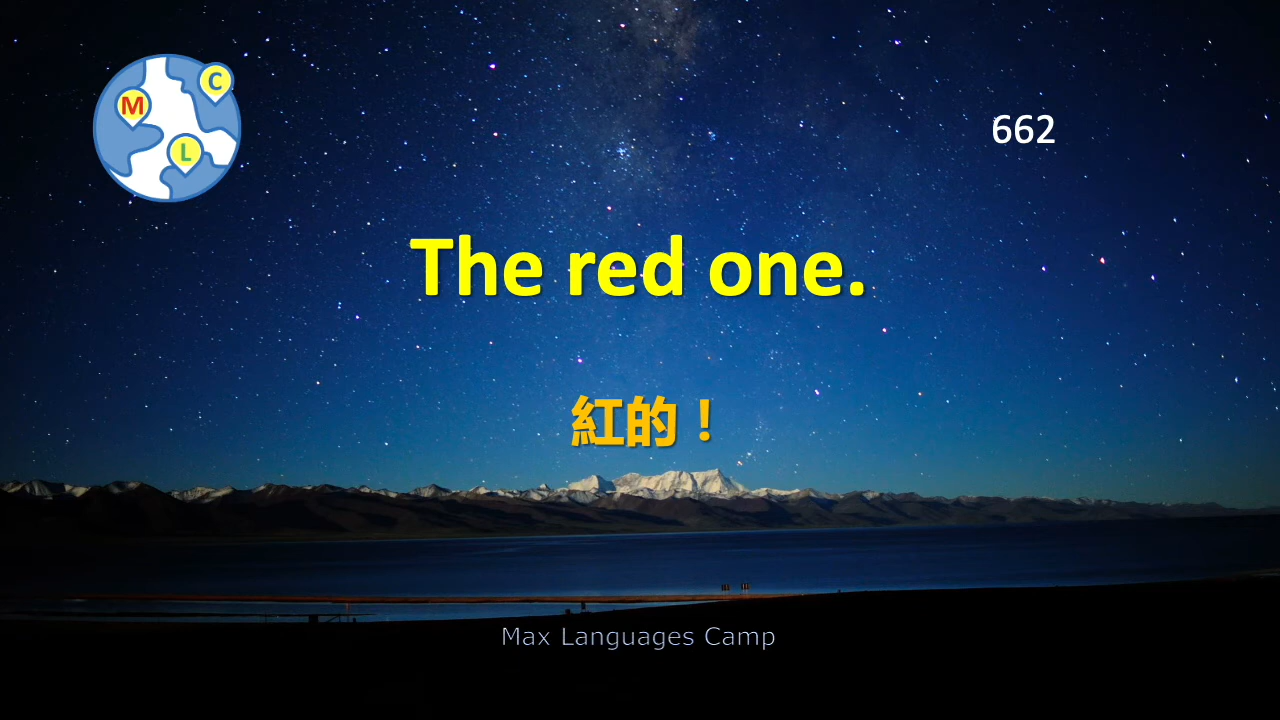 M
C
L
662
The red one.
紅的！
Max Languages Camp